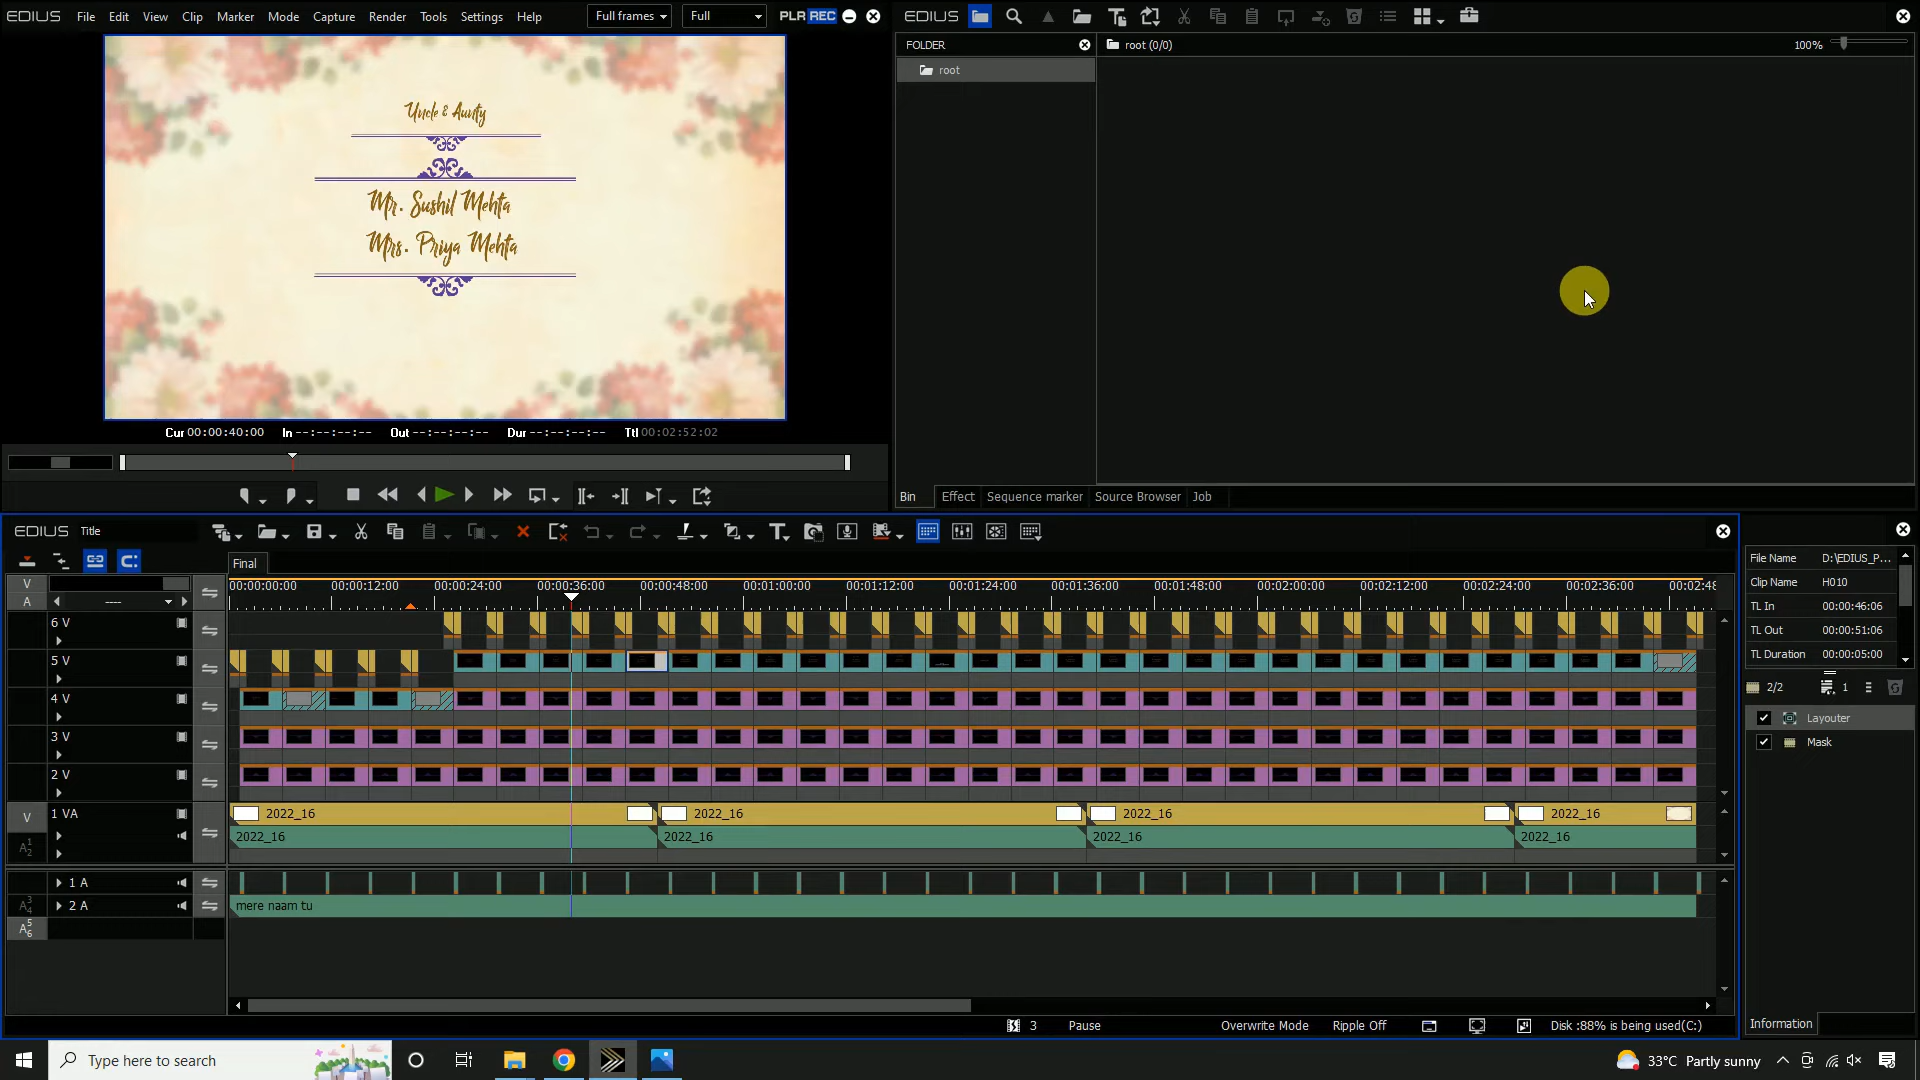 EDIUS File Edit View Clip Marker Mode Capture Render Tools Settings Help Full frames Full PLR REC
EDIUS
FOLDER
root (0/0)
100%
root
Uncle & Aunty
Mr. Sushil Mehta
Mrs. Priya Mehta
Cur 00:00:40:00 In --:--:--:-- Out --:--:--:-- Dur --:--:--:-- Ttl 00:02:52:02
Bin Effect Sequence marker Source Browser Job
EDIUS Title
Final
File Name D:\EDIUS_P...
Clip Name H010
TL In 00:00:46:06
TL Out 00:00:51:06
TL Duration 00:00:05:00
2/2 1
Layouter
Mask
V
A ----
00:00:00:00 00:00:12:00 00:00:24:00 00:00:36:00 00:00:48:00 00:01:00:00 00:01:12:00 00:01:24:00 00:01:36:00 00:01:48:00 00:02:00:00 00:02:12:00 00:02:24:00 00:02:36:00 00:02:48
6 V
5 V
4 V
3 V
2 V
V 1 VA 2022_16 2022_16 2022_16 2022_16
A 1 2 2022_16 2022_16 2022_16 2022_16
1 A
A 3 4 2 A mere naam tu
A 5 6
3 Pause Overwrite Mode Ripple Off Disk :88% is being used(C:)
Information
Type here to search
33°C Partly sunny